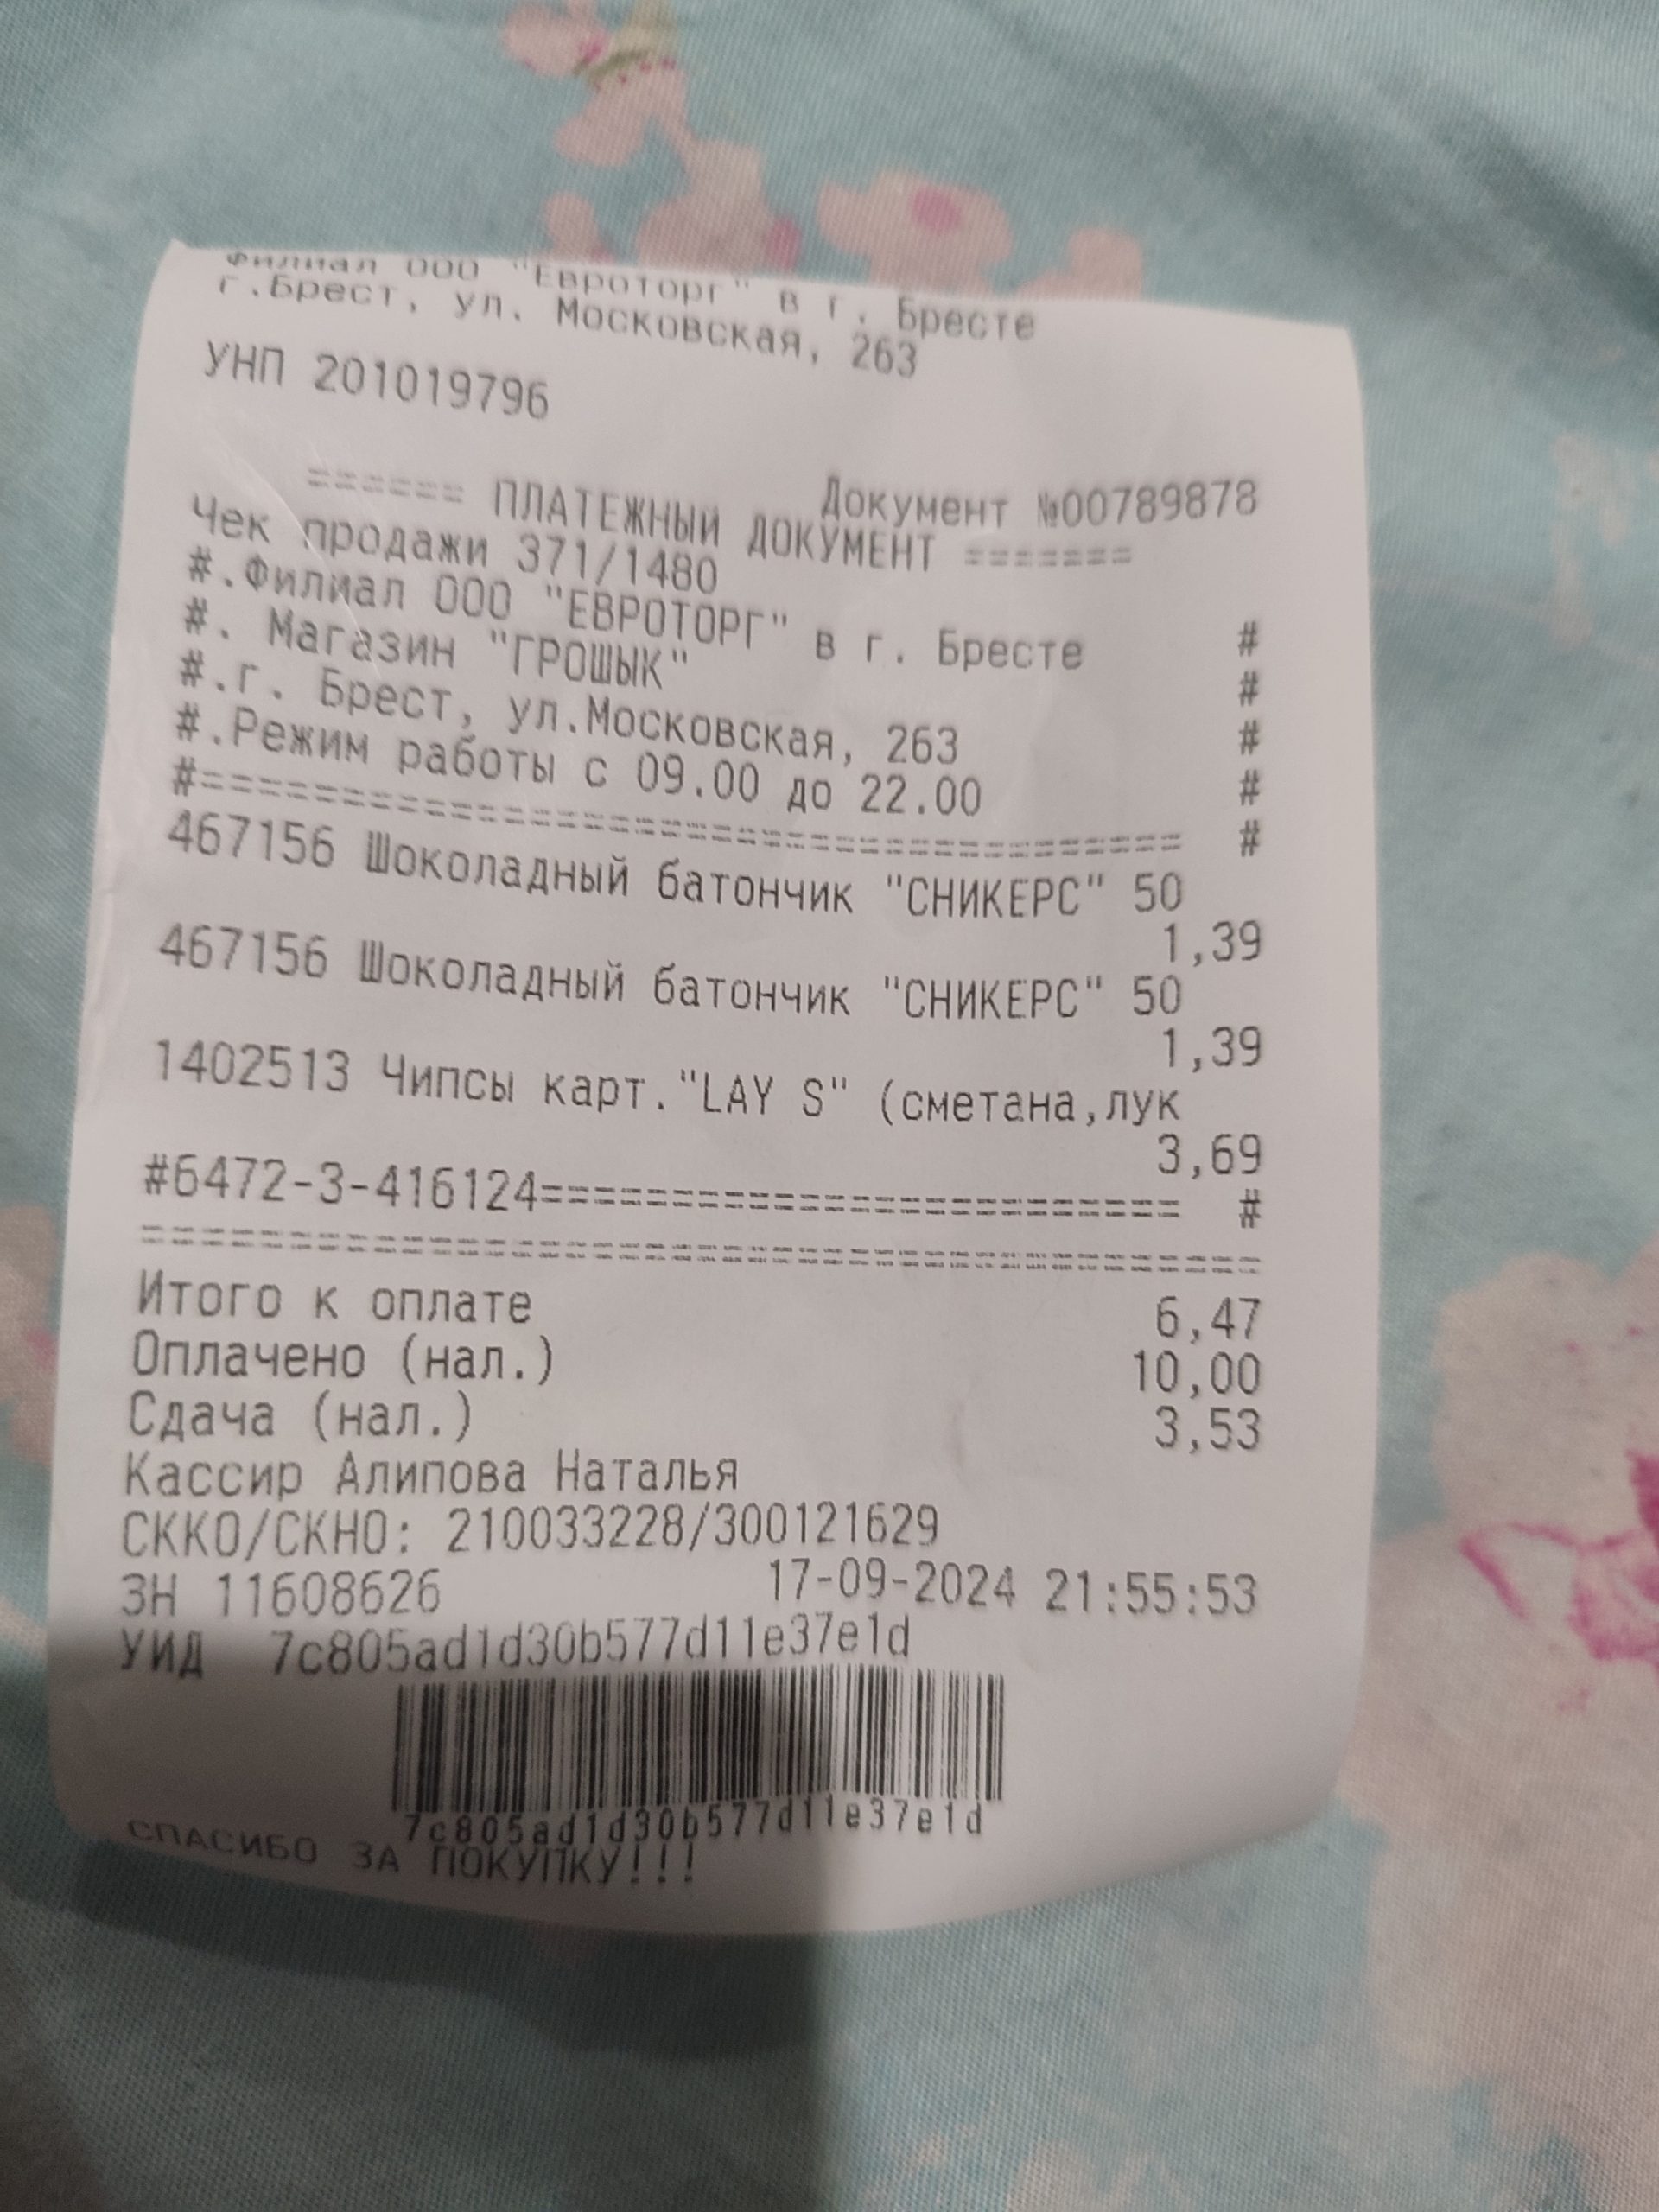 Филиал ООО "Евроторг" в г. Бресте
г.Брест, ул. Московская, 263
УНП 201019796
Документ №00789878
====== ПЛАТЕЖНЫЙ ДОКУМЕНТ =======
Чек продажи 371/1480
#.Филиал ООО "ЕВРОТОРГ" в г. Бресте #
#. Магазин "ГРОШЫК" #
#.г. Брест, ул.Московская, 263 #
#.Режим работы с 09.00 до 22.00 #
#==================================== #
467156 Шоколадный батончик "СНИКЕРС" 50
1,39
467156 Шоколадный батончик "СНИКЕРС" 50
1,39
1402513 Чипсы карт."LAY S" (сметана,лук
3,69
#6472-3-416124======================= #
========================================
Итого к оплате 6,47
Оплачено (нал.) 10,00
Сдача (нал.) 3,53
Кассир Алипова Наталья
СККО/СКНО: 210033228/300121629
ЗН 11608626 17-09-2024 21:55:53
УИД 7c805ad1d30b577d11e37e1d
7c805ad1d30b577d11e37e1d
СПАСИБО ЗА ПОКУПКУ!!!